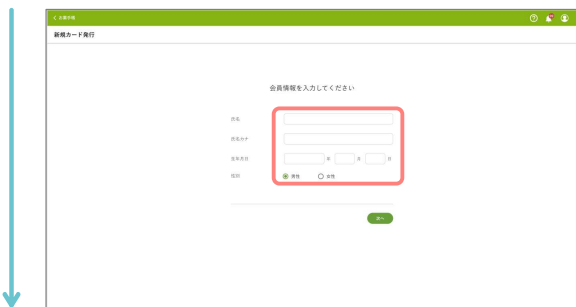 新規カード発行
会員情報を入力してください
氏名
氏名カナ
生年月日 年 月 日
性別 男性 女性
次へ